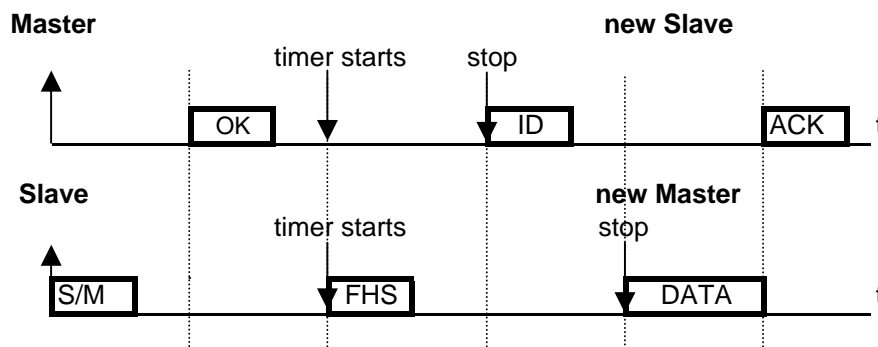 Master new Slave
timer starts stop
OK ID ACK t
Slave new Master
timer starts stop
S/M FHS DATA t